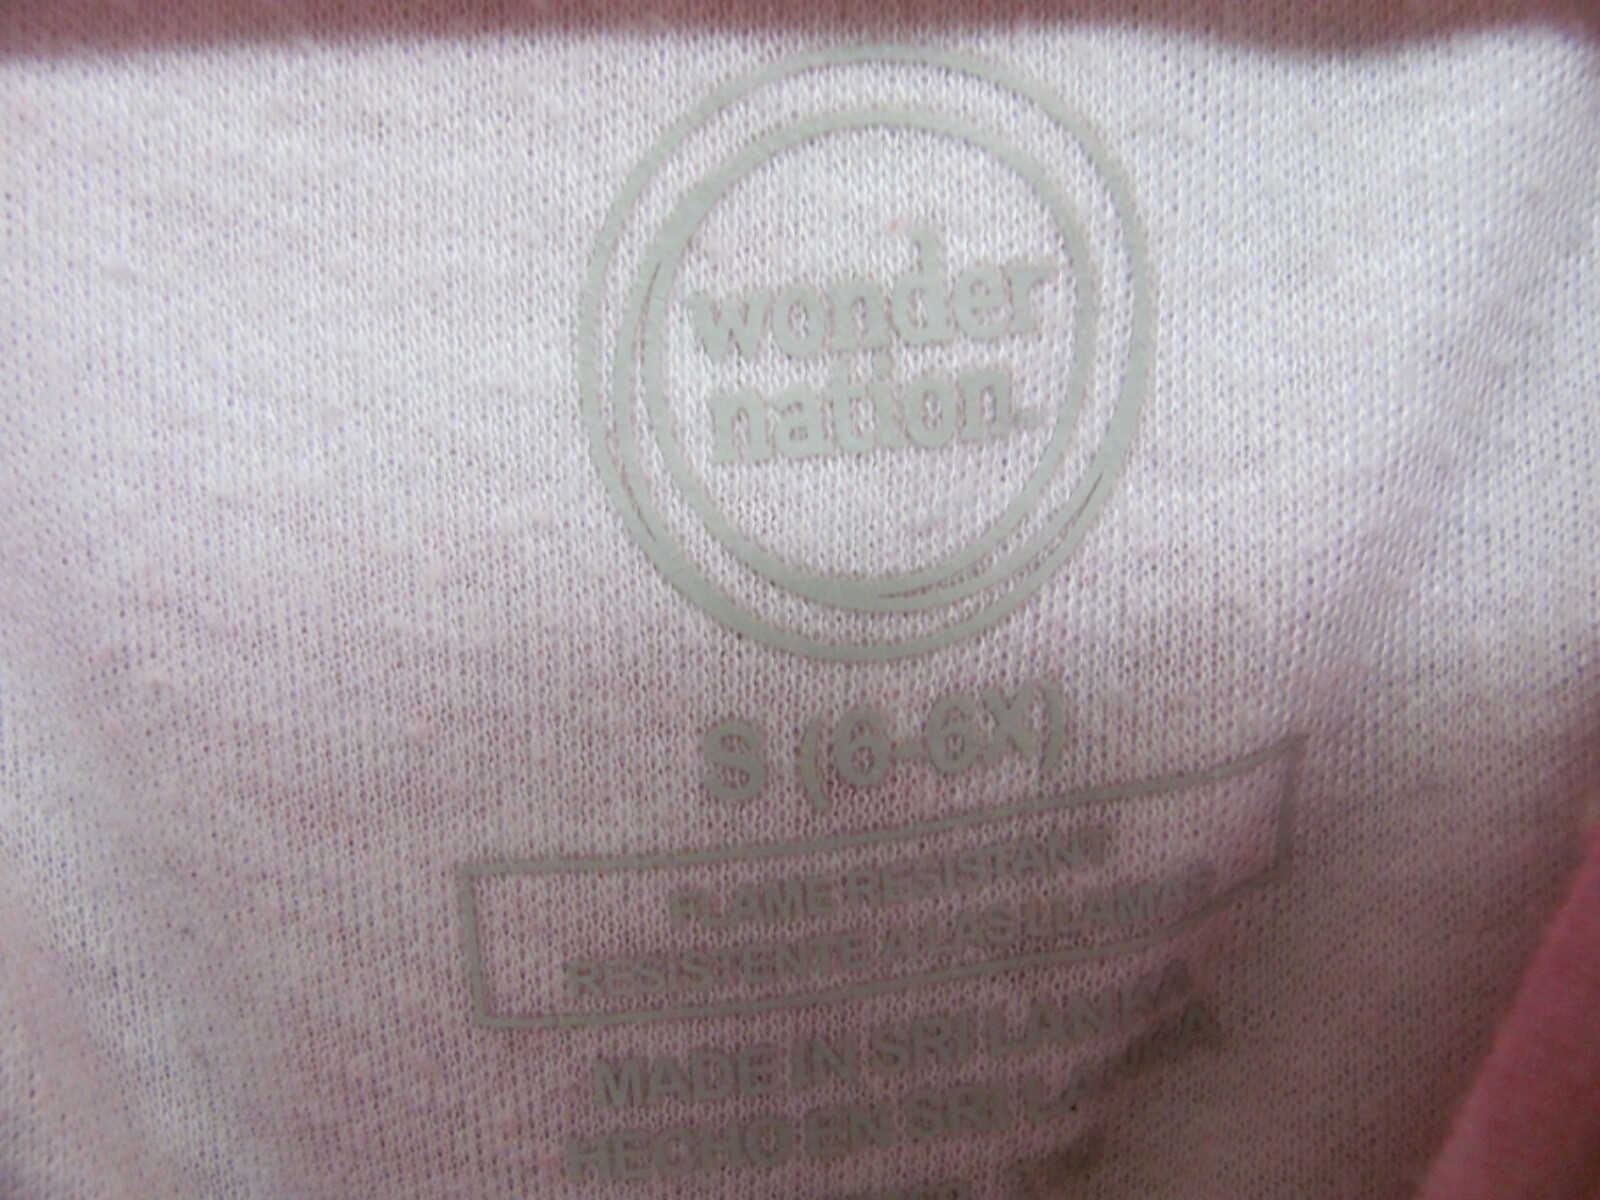 wonder
nation.
S (6-6X)
FLAME RESISTANT
RESISTENTE A LAS LLAMAS
MADE IN SRI LANKA
HECHO EN SRI LANKA